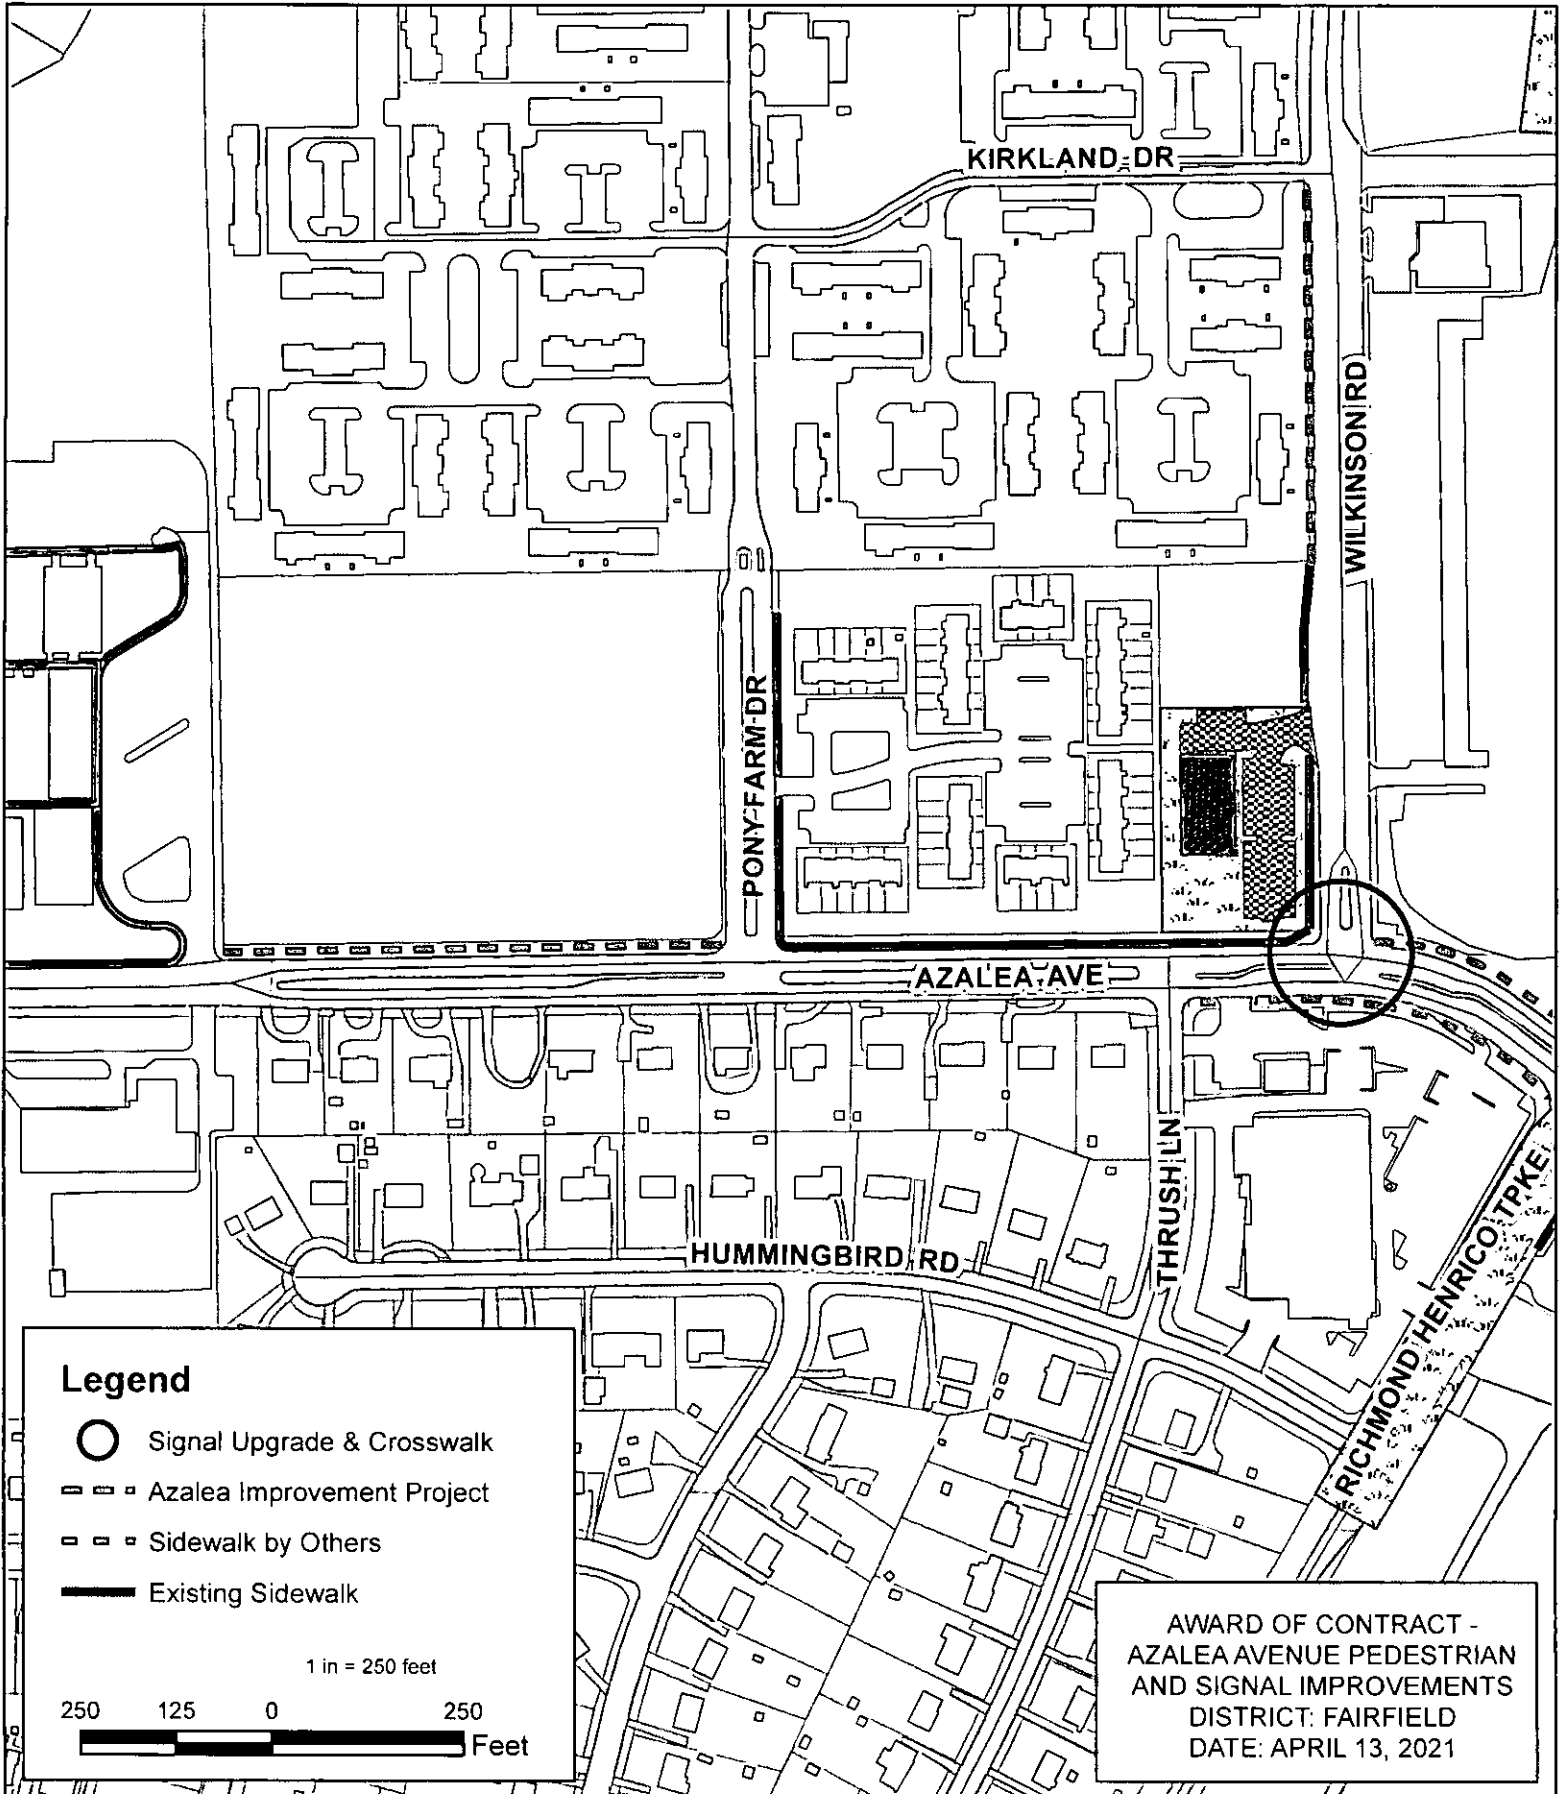 KIRKLAND DR
WILKINSON RD
PONY FARM DR
AZALEA AVE
THRUSH LN
HUMMINGBIRD RD
RICHMOND HENRICO TPKE
Legend
Signal Upgrade & Crosswalk
Azalea Improvement Project
Sidewalk by Others
Existing Sidewalk
1 in = 250 feet
250 125 0 250
Feet
AWARD OF CONTRACT -
AZALEA AVENUE PEDESTRIAN
AND SIGNAL IMPROVEMENTS
DISTRICT: FAIRFIELD
DATE: APRIL 13, 2021